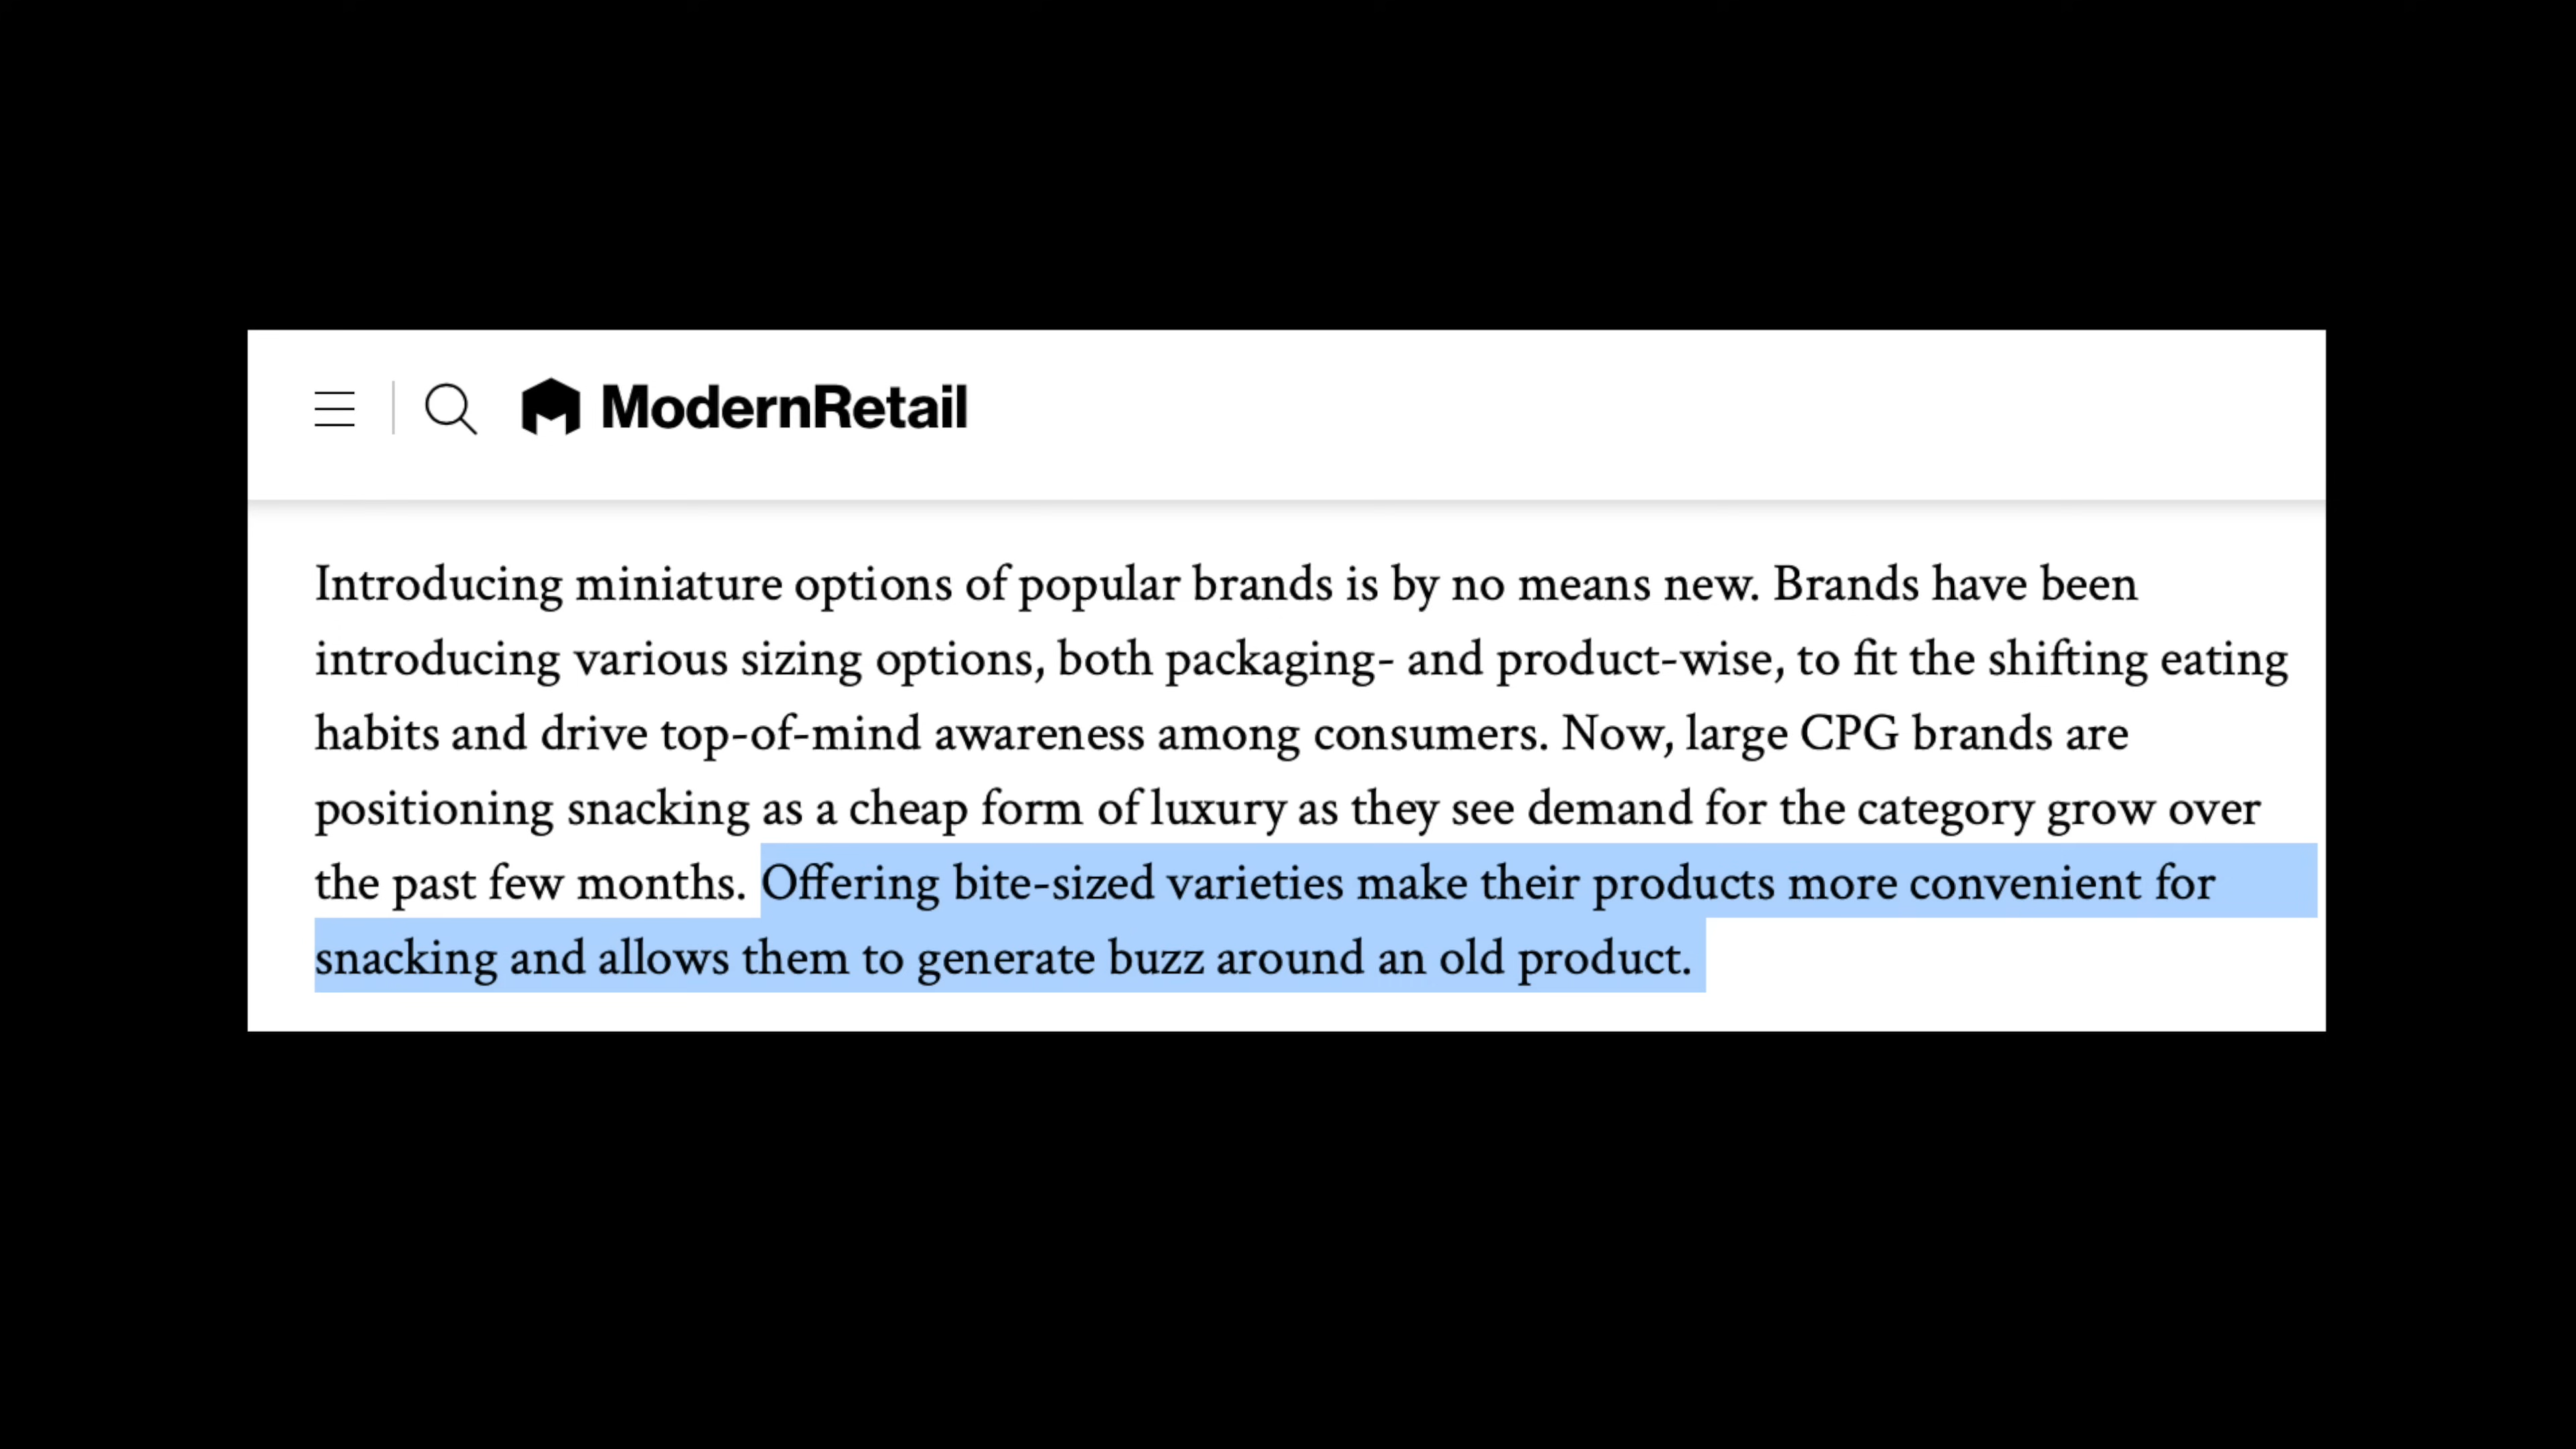 ModernRetail
Introducing miniature options of popular brands is by no means new. Brands have been
introducing various sizing options, both packaging- and product-wise, to fit the shifting eating
habits and drive top-of-mind awareness among consumers. Now, large CPG brands are
positioning snacking as a cheap form of luxury as they see demand for the category grow over
the past few months. Offering bite-sized varieties make their products more convenient for
snacking and allows them to generate buzz around an old product.